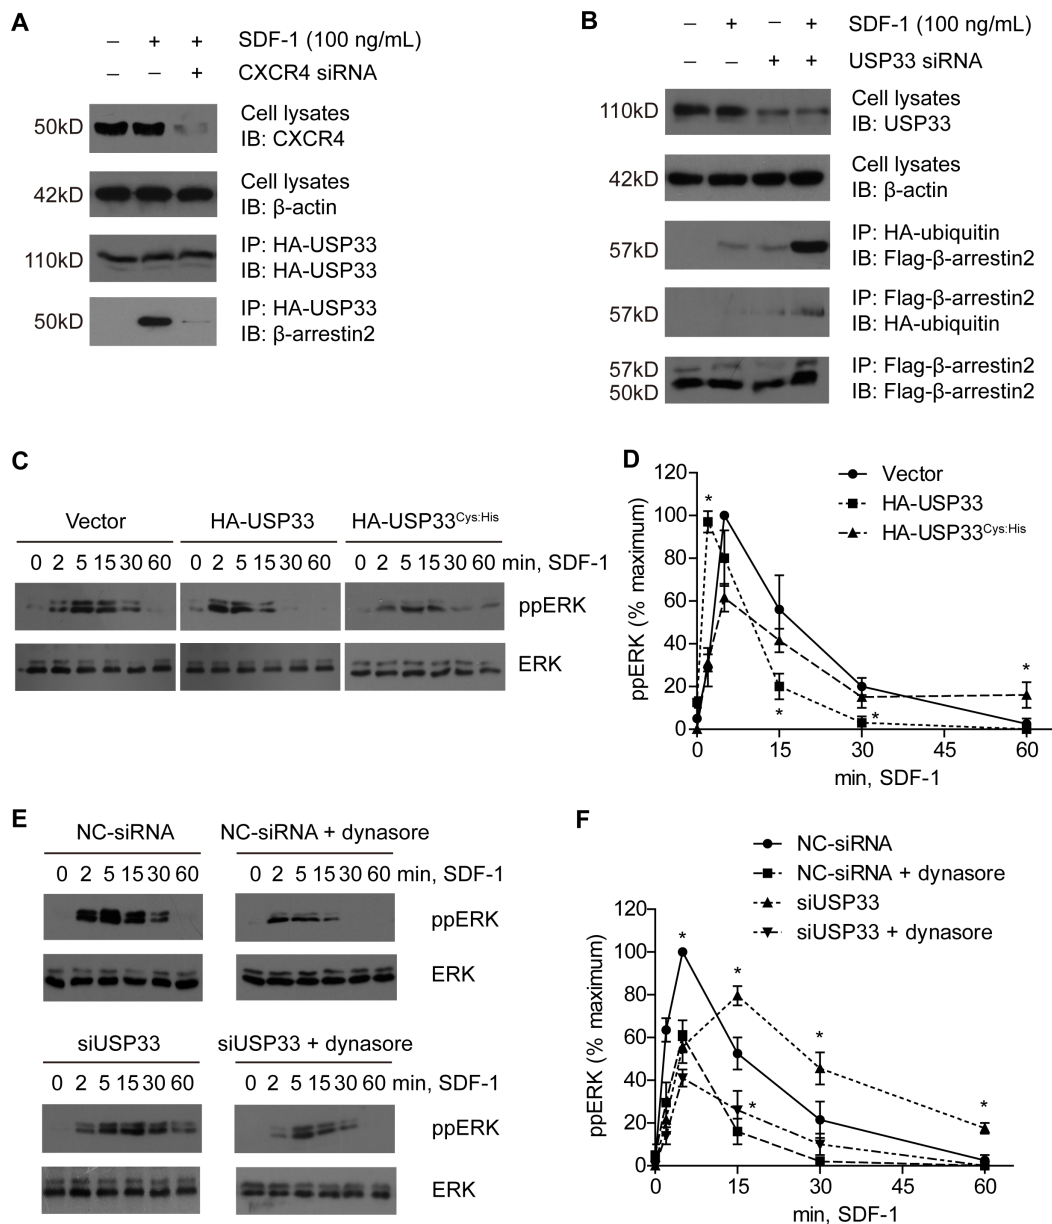 A
– + + SDF-1 (100 ng/mL)
– – + CXCR4 siRNA
50kD
Cell lysates
IB: CXCR4
42kD
Cell lysates
IB: β-actin
110kD
IP: HA-USP33
IB: HA-USP33
50kD
IP: HA-USP33
IB: β-arrestin2
B
– + – + SDF-1 (100 ng/mL)
– – + + USP33 siRNA
110kD
Cell lysates
IB: USP33
42kD
Cell lysates
IB: β-actin
57kD
IP: HA-ubiquitin
IB: Flag-β-arrestin2
57kD
IP: Flag-β-arrestin2
IB: HA-ubiquitin
57kD
50kD
IP: Flag-β-arrestin2
IB: Flag-β-arrestin2
C
Vector HA-USP33 HA-USP33Cys:His
0 2 5 15 30 60 0 2 5 15 30 60 0 2 5 15 30 60 min, SDF-1
ppERK
ERK
D
Vector
HA-USP33
HA-USP33Cys:His
ppERK (% maximum)
120
100
80
60
40
20
0
* * * *
0 15 30 45 60
min, SDF-1
E
NC-siRNA NC-siRNA + dynasore
0 2 5 15 30 60 0 2 5 15 30 60 min, SDF-1
ppERK
ERK
siUSP33 siUSP33 + dynasore
0 2 5 15 30 60 0 2 5 15 30 60 min, SDF-1
ppERK
ERK
F
NC-siRNA
NC-siRNA + dynasore
siUSP33
siUSP33 + dynasore
ppERK (% maximum)
120
100
80
60
40
20
0
* * * * *
0 15 30 45 60
min, SDF-1